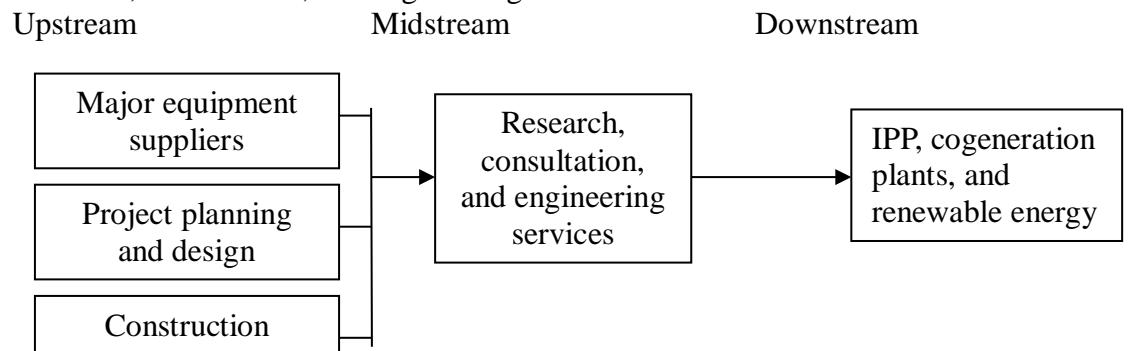 Upstream Midstream Downstream
Major equipment
suppliers
Project planning
and design
Construction
Research,
consultation,
and engineering
services
IPP, cogeneration
plants, and
renewable energy